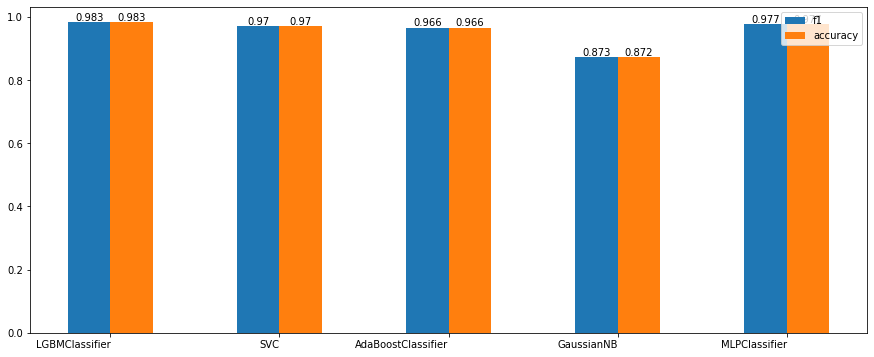 1.0
0.8
0.6
0.4
0.2
0.0
0.983
0.983
0.97
0.97
0.966
0.966
0.873
0.872
0.977
f1
accuracy
LGBMClassifier
SVC
AdaBoostClassifier
GaussianNB
MLPClassifier